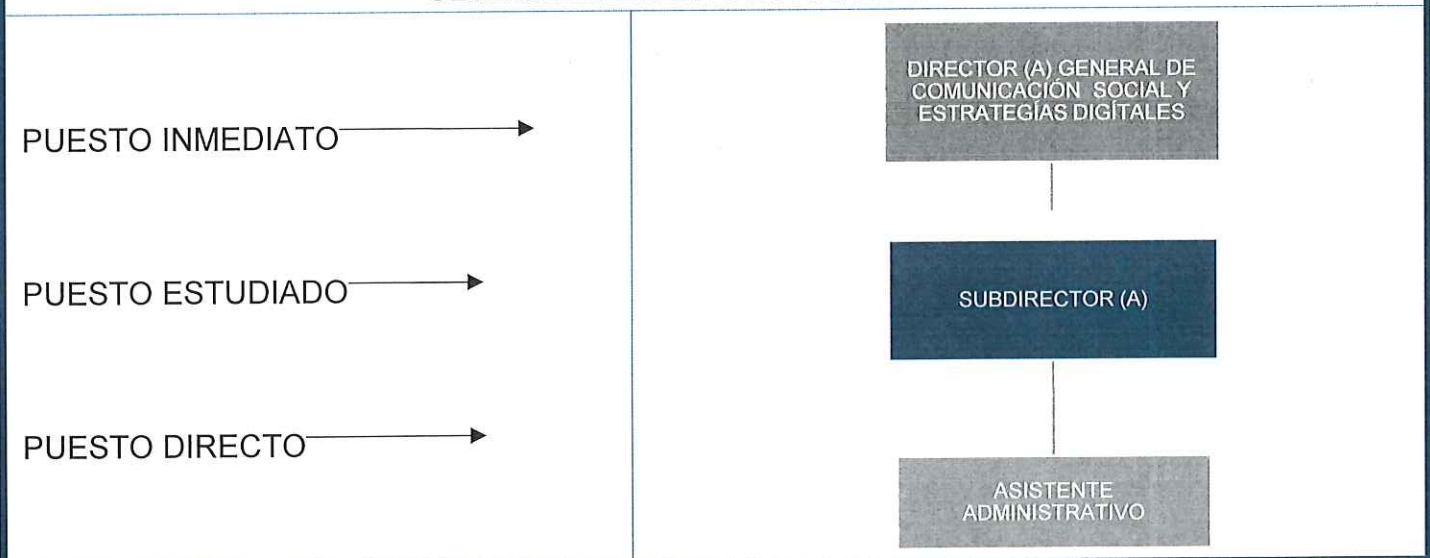 PUESTO INMEDIATO
DIRECTOR (A) GENERAL DE
COMUNICACIÓN SOCIAL Y
ESTRATEGÍAS DIGÍTALES
PUESTO ESTUDIADO
SUBDIRECTOR (A)
PUESTO DIRECTO
ASISTENTE
ADMINISTRATIVO